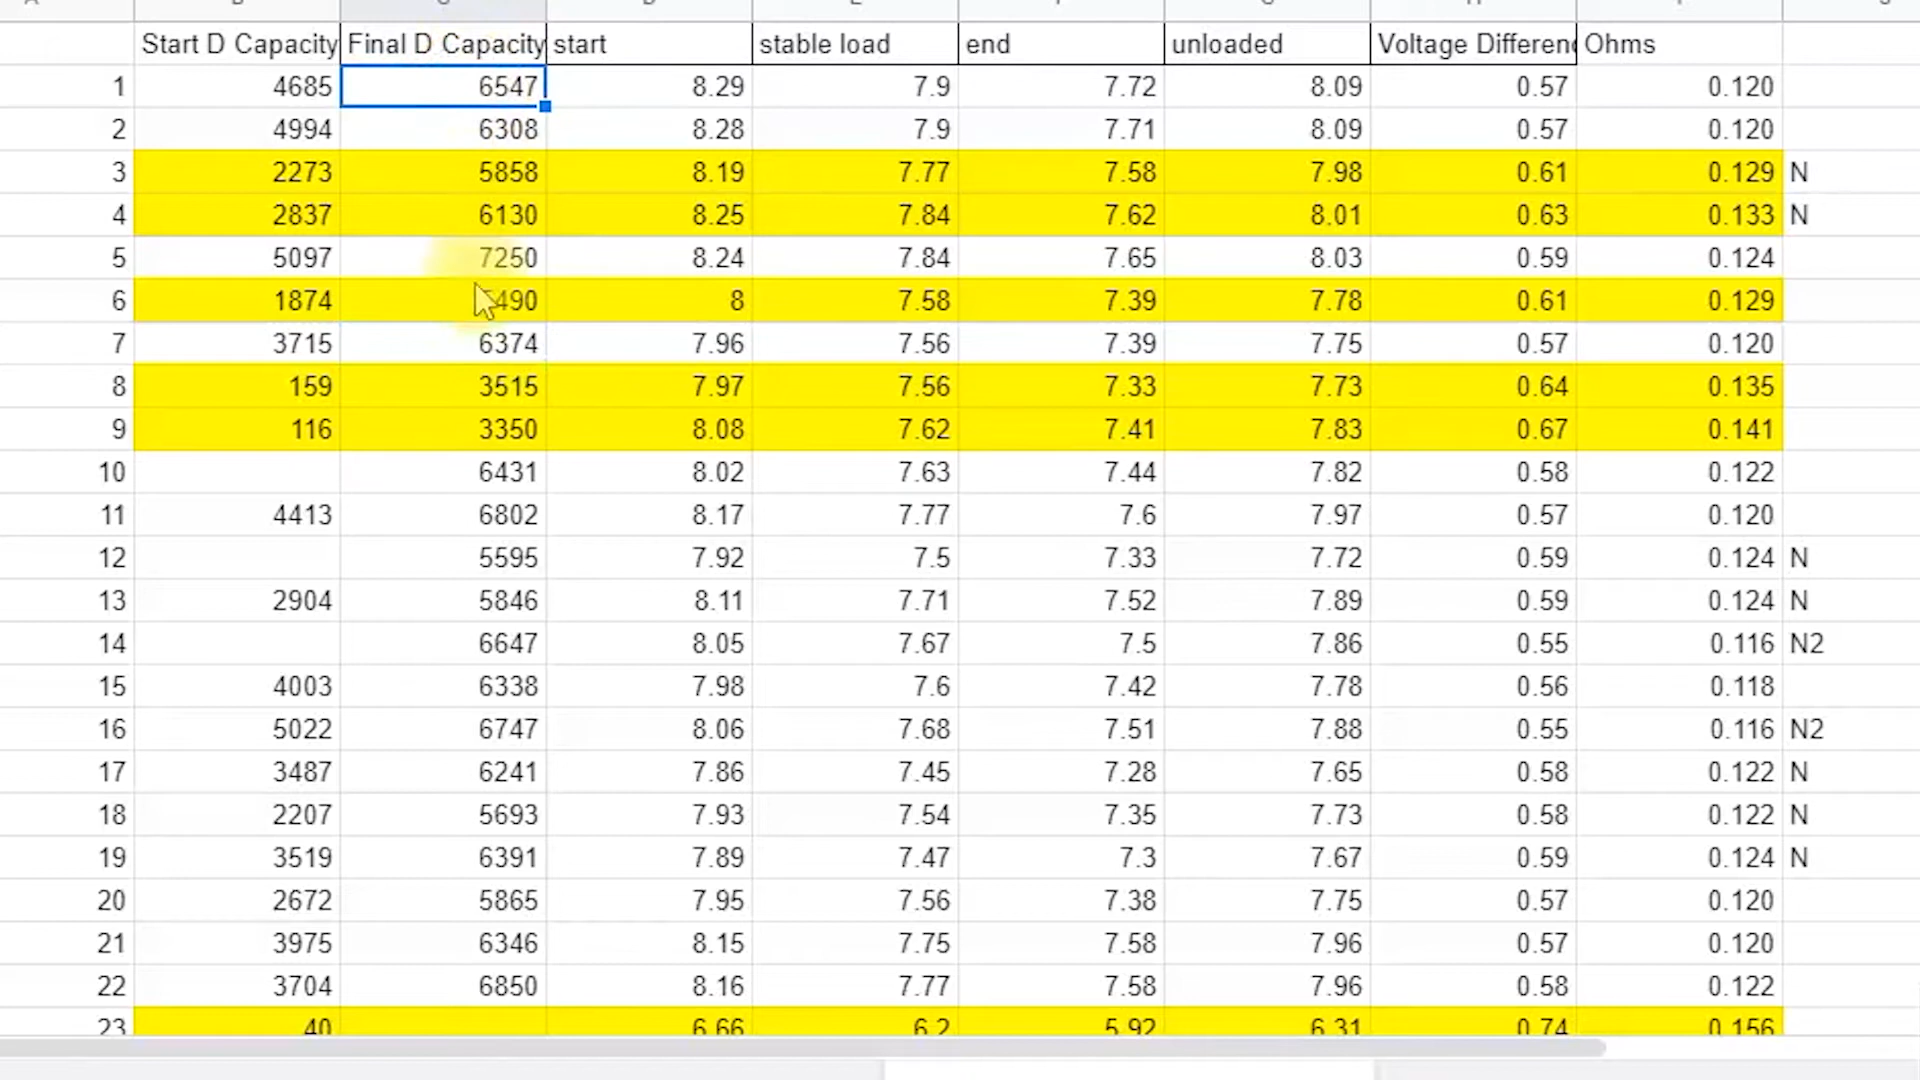 Start D Capacity Final D Capacity start stable load end unloaded Voltage Differen Ohms
1 4685 6547 8.29 7.9 7.72 8.09 0.57 0.120
2 4994 6308 8.28 7.9 7.71 8.09 0.57 0.120
3 2273 5858 8.19 7.77 7.58 7.98 0.61 0.129 N
4 2837 6130 8.25 7.84 7.62 8.01 0.63 0.133 N
5 5097 7250 8.24 7.84 7.65 8.03 0.59 0.124
6 1874 490 8 7.58 7.39 7.78 0.61 0.129
7 3715 6374 7.96 7.56 7.39 7.75 0.57 0.120
8 159 3515 7.97 7.56 7.33 7.73 0.64 0.135
9 116 3350 8.08 7.62 7.41 7.83 0.67 0.141
10 6431 8.02 7.63 7.44 7.82 0.58 0.122
11 4413 6802 8.17 7.77 7.6 7.97 0.57 0.120
12 5595 7.92 7.5 7.33 7.72 0.59 0.124 N
13 2904 5846 8.11 7.71 7.52 7.89 0.59 0.124 N
14 6647 8.05 7.67 7.5 7.86 0.55 0.116 N2
15 4003 6338 7.98 7.6 7.42 7.78 0.56 0.118
16 5022 6747 8.06 7.68 7.51 7.88 0.55 0.116 N2
17 3487 6241 7.86 7.45 7.28 7.65 0.58 0.122 N
18 2207 5693 7.93 7.54 7.35 7.73 0.58 0.122 N
19 3519 6391 7.89 7.47 7.3 7.67 0.59 0.124 N
20 2672 5865 7.95 7.56 7.38 7.75 0.57 0.120
21 3975 6346 8.15 7.75 7.58 7.96 0.57 0.120
22 3704 6850 8.16 7.77 7.58 7.96 0.58 0.122
23 40 6.66 6.2 5.92 6.31 0.74 0.156